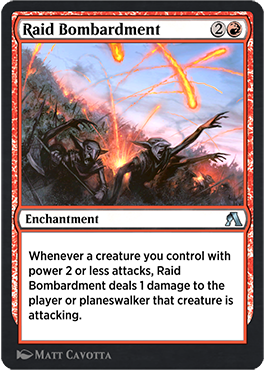 Raid Bombardment 2
Enchantment
Whenever a creature you control with
power 2 or less attacks, Raid
Bombardment deals 1 damage to the
player or planeswalker that creature is
attacking.
Matt Cavotta